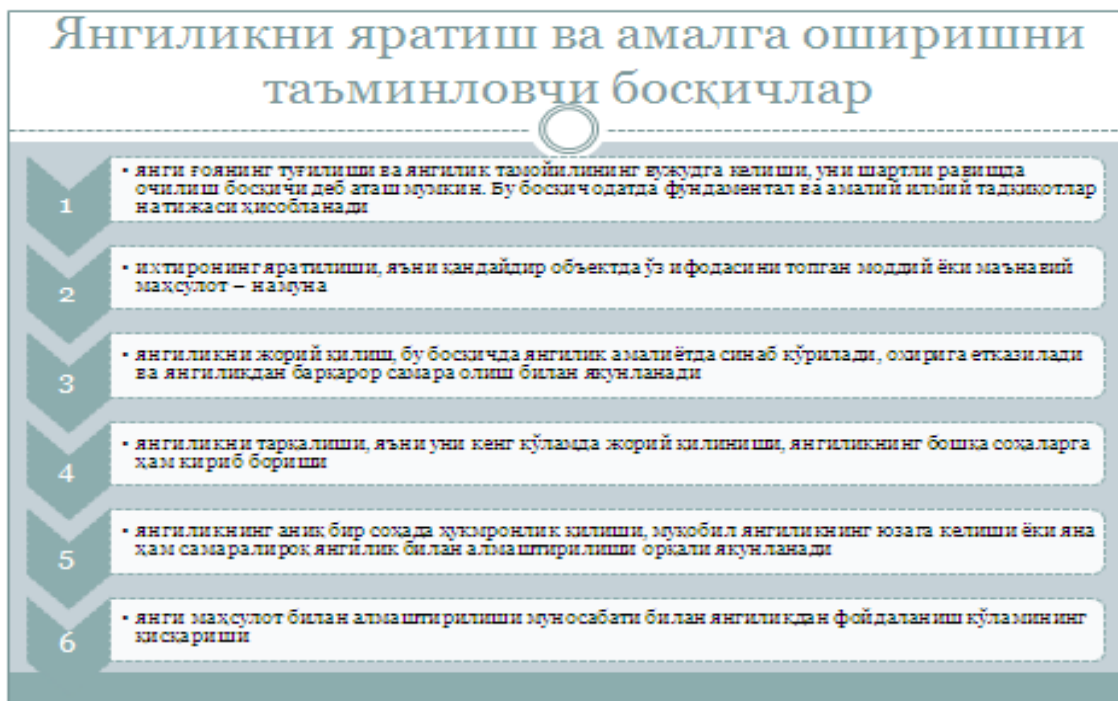 Янгиликни яратиш ва амалга оширишни
таъминловчи босқичлар
1
• янги ғоянинг туғилиши ва янгилик тамойилининг вужудга келиши, уни шартли равишда
очилиш босқичи деб аташ мумкин. Бу босқич одатда фундаментал ва амалий илмий тадқиқотлар
натижаси ҳисобланади
2
• ихтиронинг яратилиши, яъни қандайдир объектда ўз ифодасини топган моддий ёки маънавий
маҳсулот – намуна
3
• янгиликни жорий қилиш, бу босқичда янгилик амалиётда синаб кўрилади, охирига етказилади
ва янгиликдан барқарор самара олиш билан якунланади
4
• янгиликни тарқалиши, яъни уни кенг кўламда жорий қилиниши, янгиликнинг бошқа соҳаларга
ҳам кириб бориши
5
• янгиликнинг аниқ бир соҳада ҳукмронлик қилиши, муқобил янгиликнинг юзага келиши ёки яна
ҳам самаралироқ янгилик билан алмаштирилиши орқали якунланади
6
• янги маҳсулот билан алмаштирилиши муносабати билан янгиликдан фойдаланиш кўламининг
қисқариши